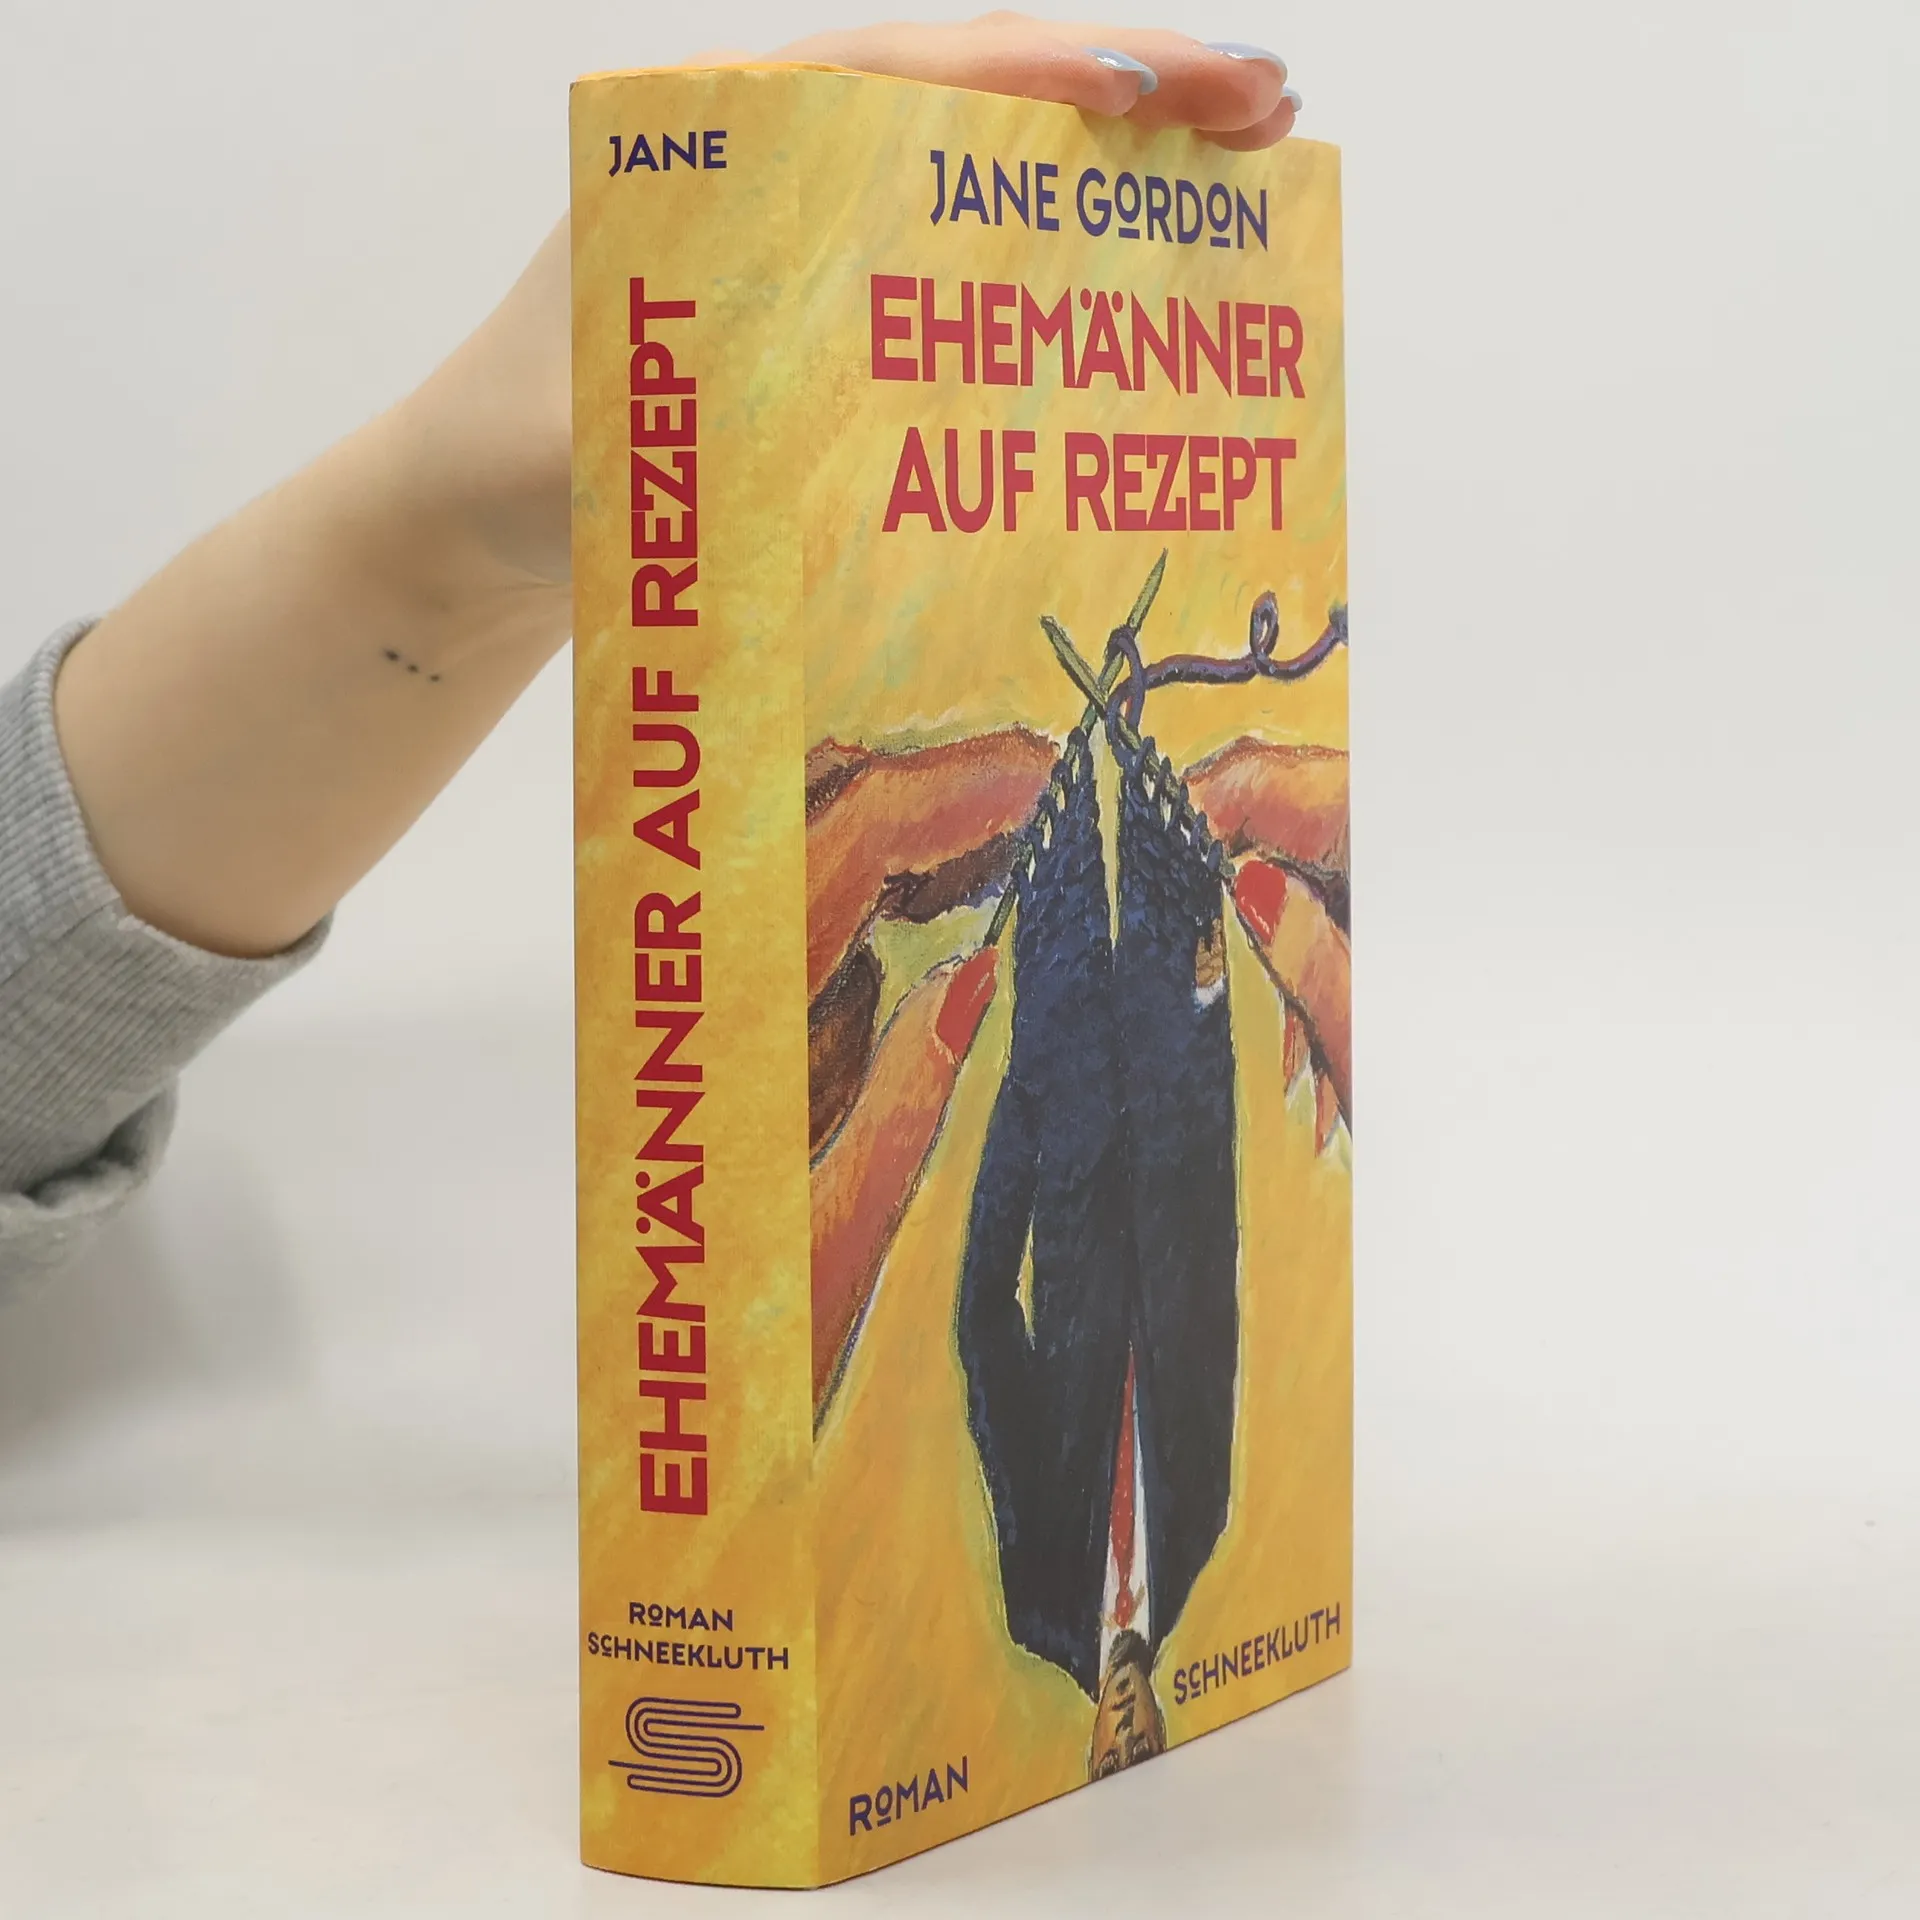 JANE
EHEMÄNNER AUF REZEPT
ROMAN
SCHNEEKLUTH
JANE GORDON
EHEMÄNNER
AUF REZEPT
SCHNEEKLUTH
ROMAN